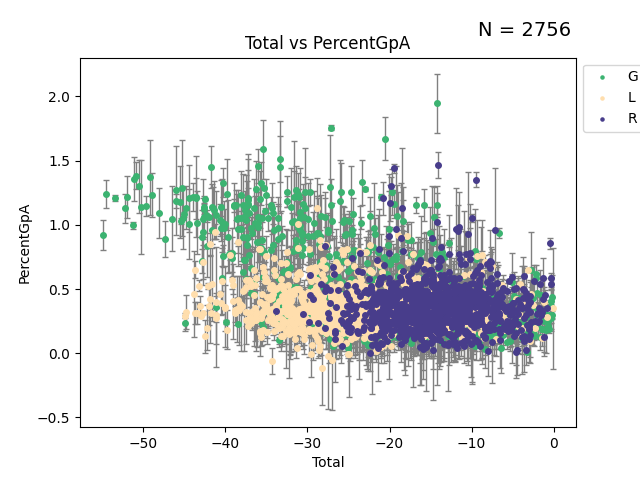 N = 2756
Total vs PercentGpA
G
L
R
2.0
1.5
1.0
0.5
0.0
−0.5
PercentGpA
−50 −40 −30 −20 −10 0
Total